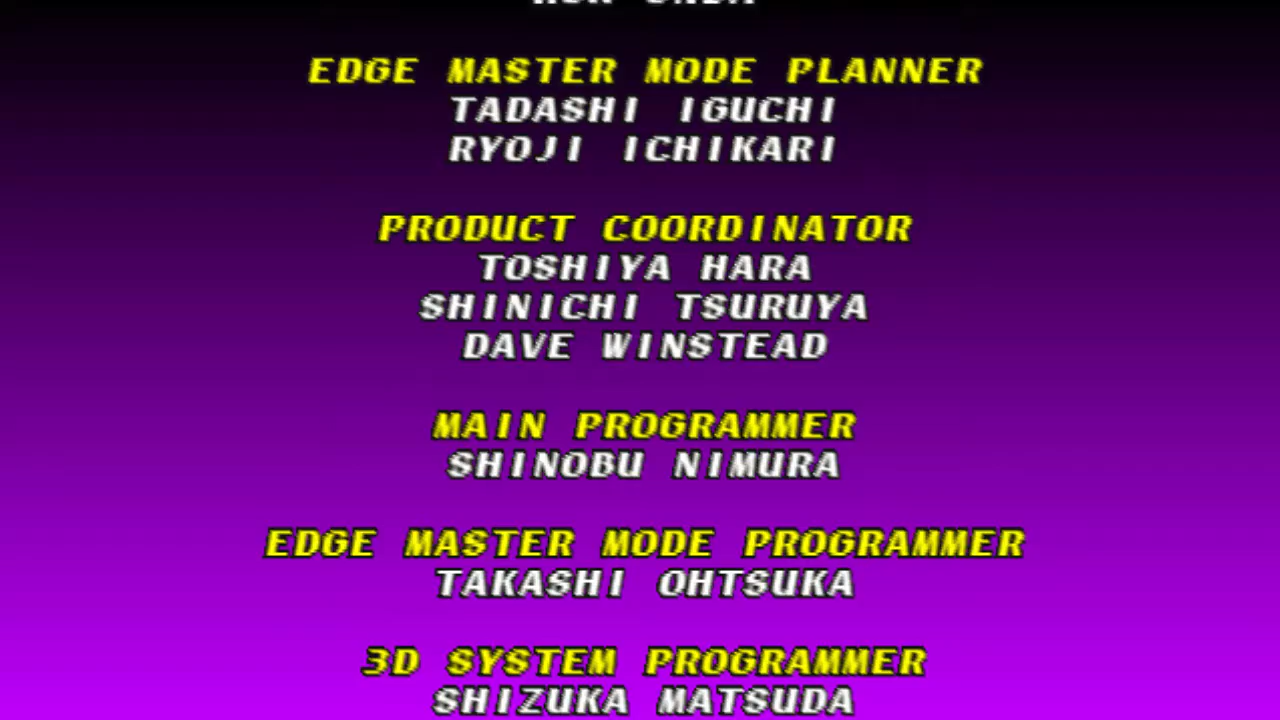 EDGE MASTER MODE PLANNER
TADASHI IGUCHI
RYOJI ICHIKARI
PRODUCT COORDINATOR
TOSHIYA HARA
SHINICHI TSURUYA
DAVE WINSTEAD
MAIN PROGRAMMER
SHINOBU NIMURA
EDGE MASTER MODE PROGRAMMER
TAKASHI OHTSUKA
3D SYSTEM PROGRAMMER
SHIZUKA MATSUDA